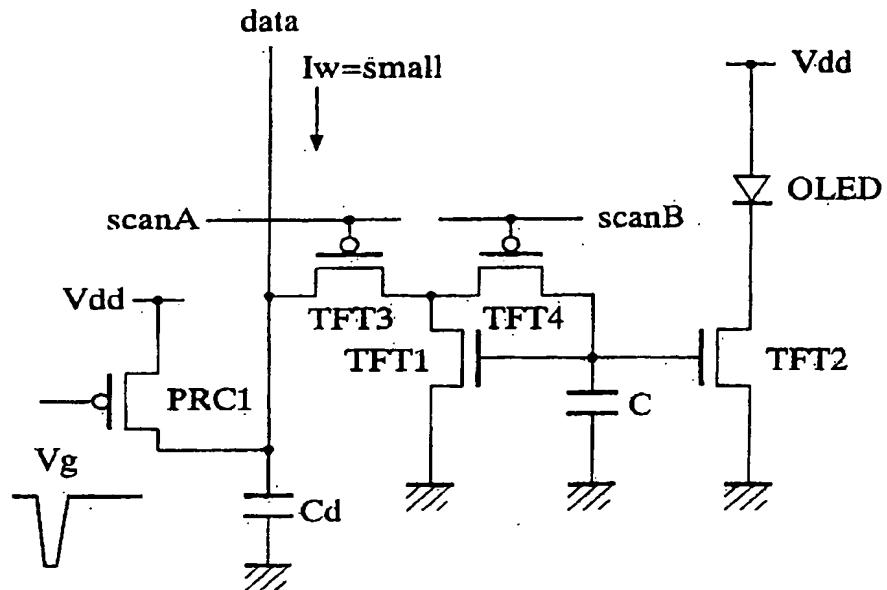 data
Iw=small
Vdd
OLED
scanA
scanB
Vdd
TFT3
TFT4
TFT1
TFT2
PRC1
C
Vg
Cd